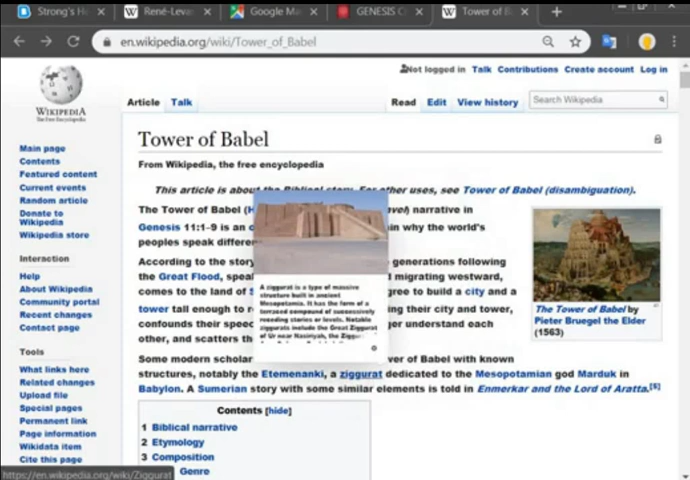 Strong's He
René-Leva
Google Ma
GENESIS C
Tower of B
en.wikipedia.org/wiki/Tower_of_Babel
Not logged in Talk Contributions Create account Log in
WIKIPEDIA
The Free Encyclopedia
Article Talk
Read Edit View history
Search Wikipedia
Main page
Contents
Featured content
Current events
Random article
Donate to
Wikipedia
Wikipedia store
Interaction
Help
About Wikipedia
Community portal
Recent changes
Contact page
Tools
What links here
Related changes
Upload file
Special pages
Permanent link
Page information
Wikidata item
Cite this page
https://en.wikipedia.org/wiki/Ziggurat
Tower of Babel
From Wikipedia, the free encyclopedia
This article is about the Biblical story. For other uses, see Tower of Babel (disambiguation).
The Tower of Babel ( narrative in
Genesis 11:1–9 is an in why the world's
peoples speak differen
According to the story generations following
the Great Flood, spea migrating westward,
comes to the land of gree to build a city and a
tower tall enough to r ing their city and tower,
confounds their speec ger understand each
other, and scatters th
Some modern scholar wer of Babel with known
structures, notably the Etemenanki, a ziggurat dedicated to the Mesopotamian god Marduk in
Babylon. A Sumerian story with some similar elements is told in Enmerkar and the Lord of Aratta.[5]
A ziggurat is a type of massive
structure built in ancient
Mesopotamia. It has the form of a
terraced compound of successively
receding stories or levels. Notable
ziggurats include the Great Ziggurat
of Ur near Nasiriyah, the Ziggu
The Tower of Babel by
Pieter Bruegel the Elder
(1563)
Contents [hide]
1 Biblical narrative
2 Etymology
3 Composition
Genre